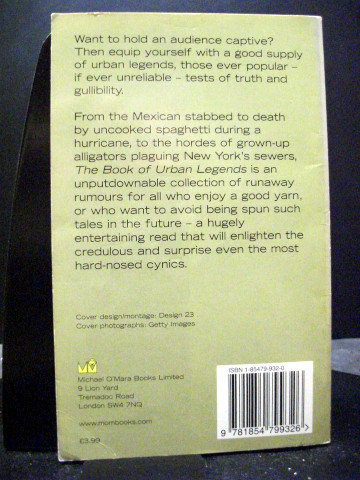 Want to hold an audience captive?
Then equip yourself with a good supply
of urban legends, those ever popular –
if ever unreliable – tests of truth and
gullibility.
From the Mexican stabbed to death
by uncooked spaghetti during a
hurricane, to the hordes of grown-up
alligators plaguing New York's sewers,
The Book of Urban Legends is an
unputdownable collection of runaway
rumours for all who enjoy a good yarn,
or who want to avoid being spun such
tales in the future – a hugely
entertaining read that will enlighten the
credulous and surprise even the most
hard-nosed cynics.
Cover design/montage: Design 23
Cover photographs: Getty Images
Michael O'Mara Books Limited
9 Lion Yard
Tremadoc Road
London SW4 7NQ
www.mombooks.com
£3.99
ISBN 1-85479-932-0
9 781854 799326 >